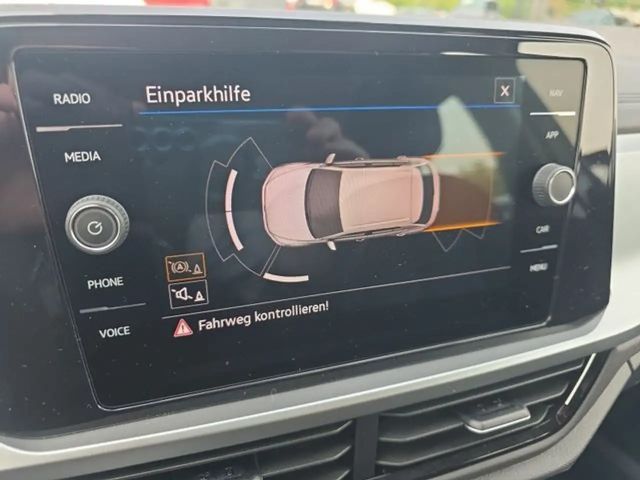 RADIO
MEDIA
PHONE
VOICE
Einparkhilfe
X
Fahrweg kontrollieren!
NAV
APP
CAR
MENU